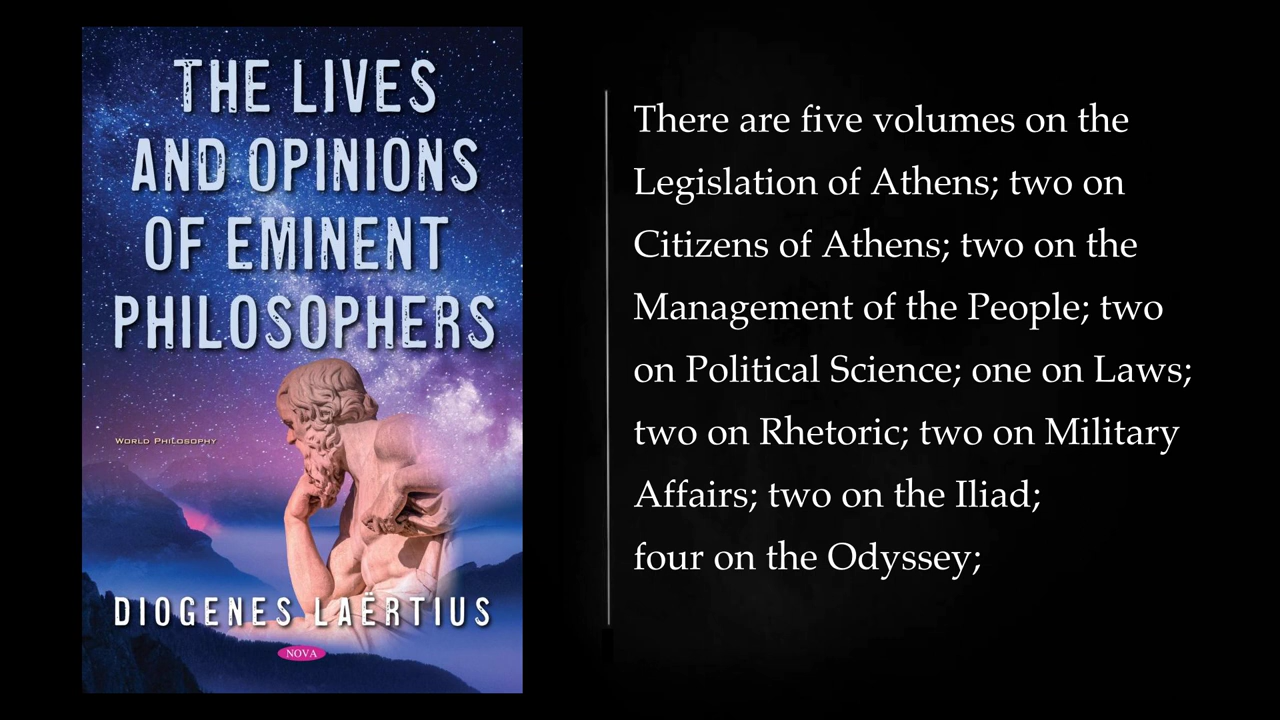 THE LIVES
AND OPINIONS
OF EMINENT
PHILOSOPHERS
WORLD PHILOSOPHY
DIOGENES LAËRTIUS
NOVA
There are five volumes on the
Legislation of Athens; two on
Citizens of Athens; two on the
Management of the People; two
on Political Science; one on Laws;
two on Rhetoric; two on Military
Affairs; two on the Iliad;
four on the Odyssey;